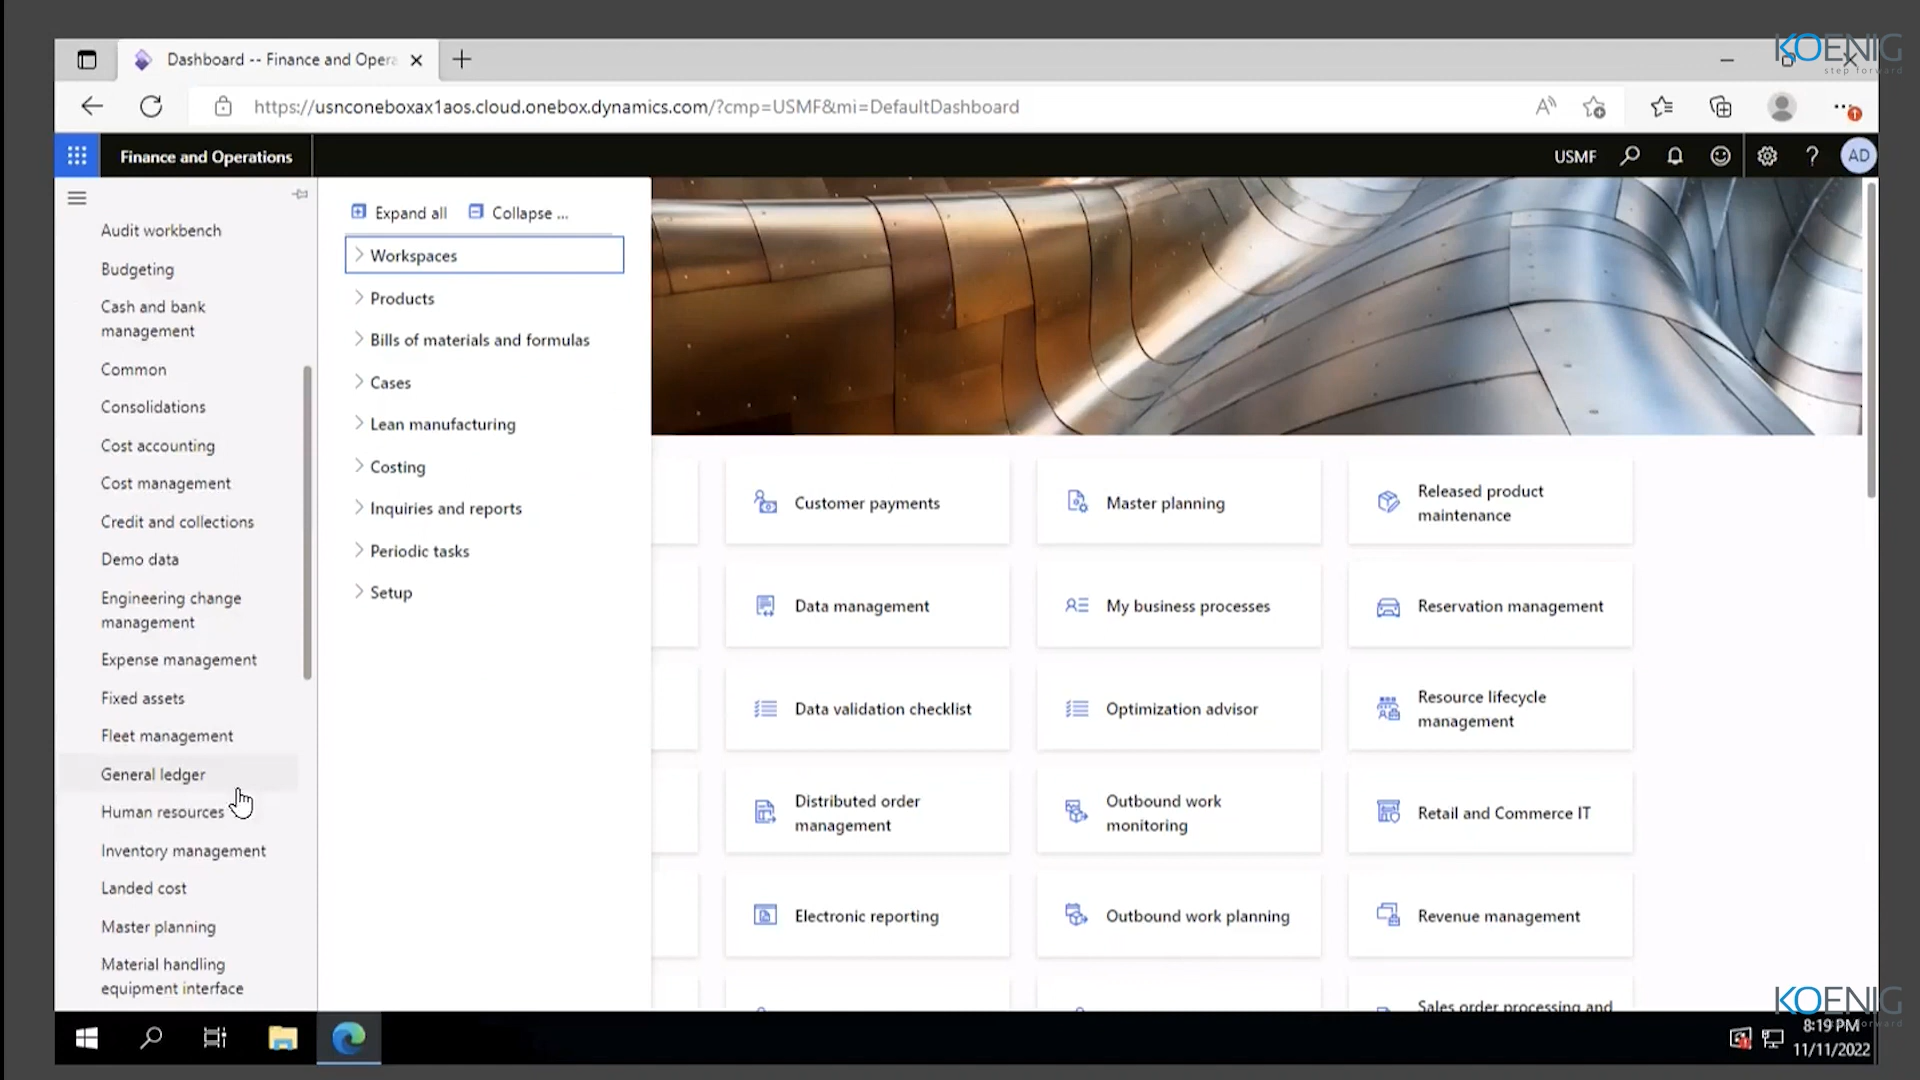 KOENIG
step forward
Dashboard -- Finance and Opera
https://usnconeboxax1aos.cloud.onebox.dynamics.com/?cmp=USMF&mi=DefaultDashboard
Finance and Operations
USMF
AD
Audit workbench
Budgeting
Cash and bank
management
Common
Consolidations
Cost accounting
Cost management
Credit and collections
Demo data
Engineering change
management
Expense management
Fixed assets
Fleet management
General ledger
Human resources
Inventory management
Landed cost
Master planning
Material handling
equipment interface
Expand all
Collapse ...
Workspaces
Products
Bills of materials and formulas
Cases
Lean manufacturing
Costing
Inquiries and reports
Periodic tasks
Setup
Customer payments
Master planning
Released product
maintenance
Data management
My business processes
Reservation management
Data validation checklist
Optimization advisor
Resource lifecycle
management
Distributed order
management
Outbound work
monitoring
Retail and Commerce IT
Electronic reporting
Outbound work planning
Revenue management
Sales order processing and
KOENIG
8:19 PM
11/11/2022